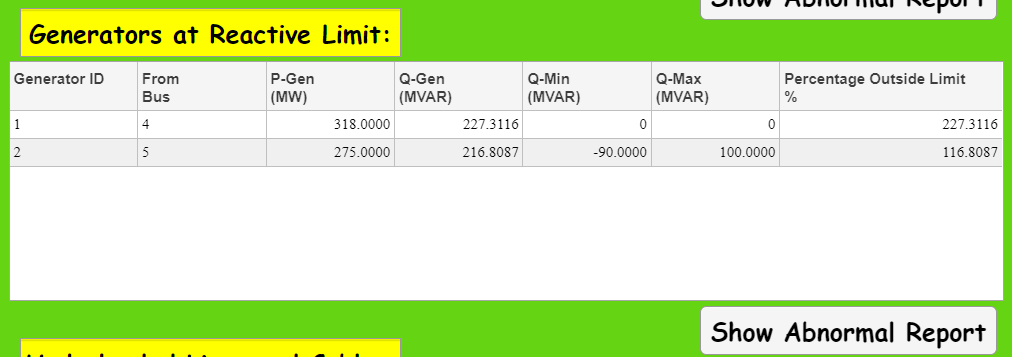 Show Abnormal Report
Generators at Reactive Limit:
Generator ID From Bus P-Gen (MW) Q-Gen (MVAR) Q-Min (MVAR) Q-Max (MVAR) Percentage Outside Limit %
1 4 318.0000 227.3116 0 0 227.3116
2 5 275.0000 216.8087 -90.0000 100.0000 116.8087
Show Abnormal Report